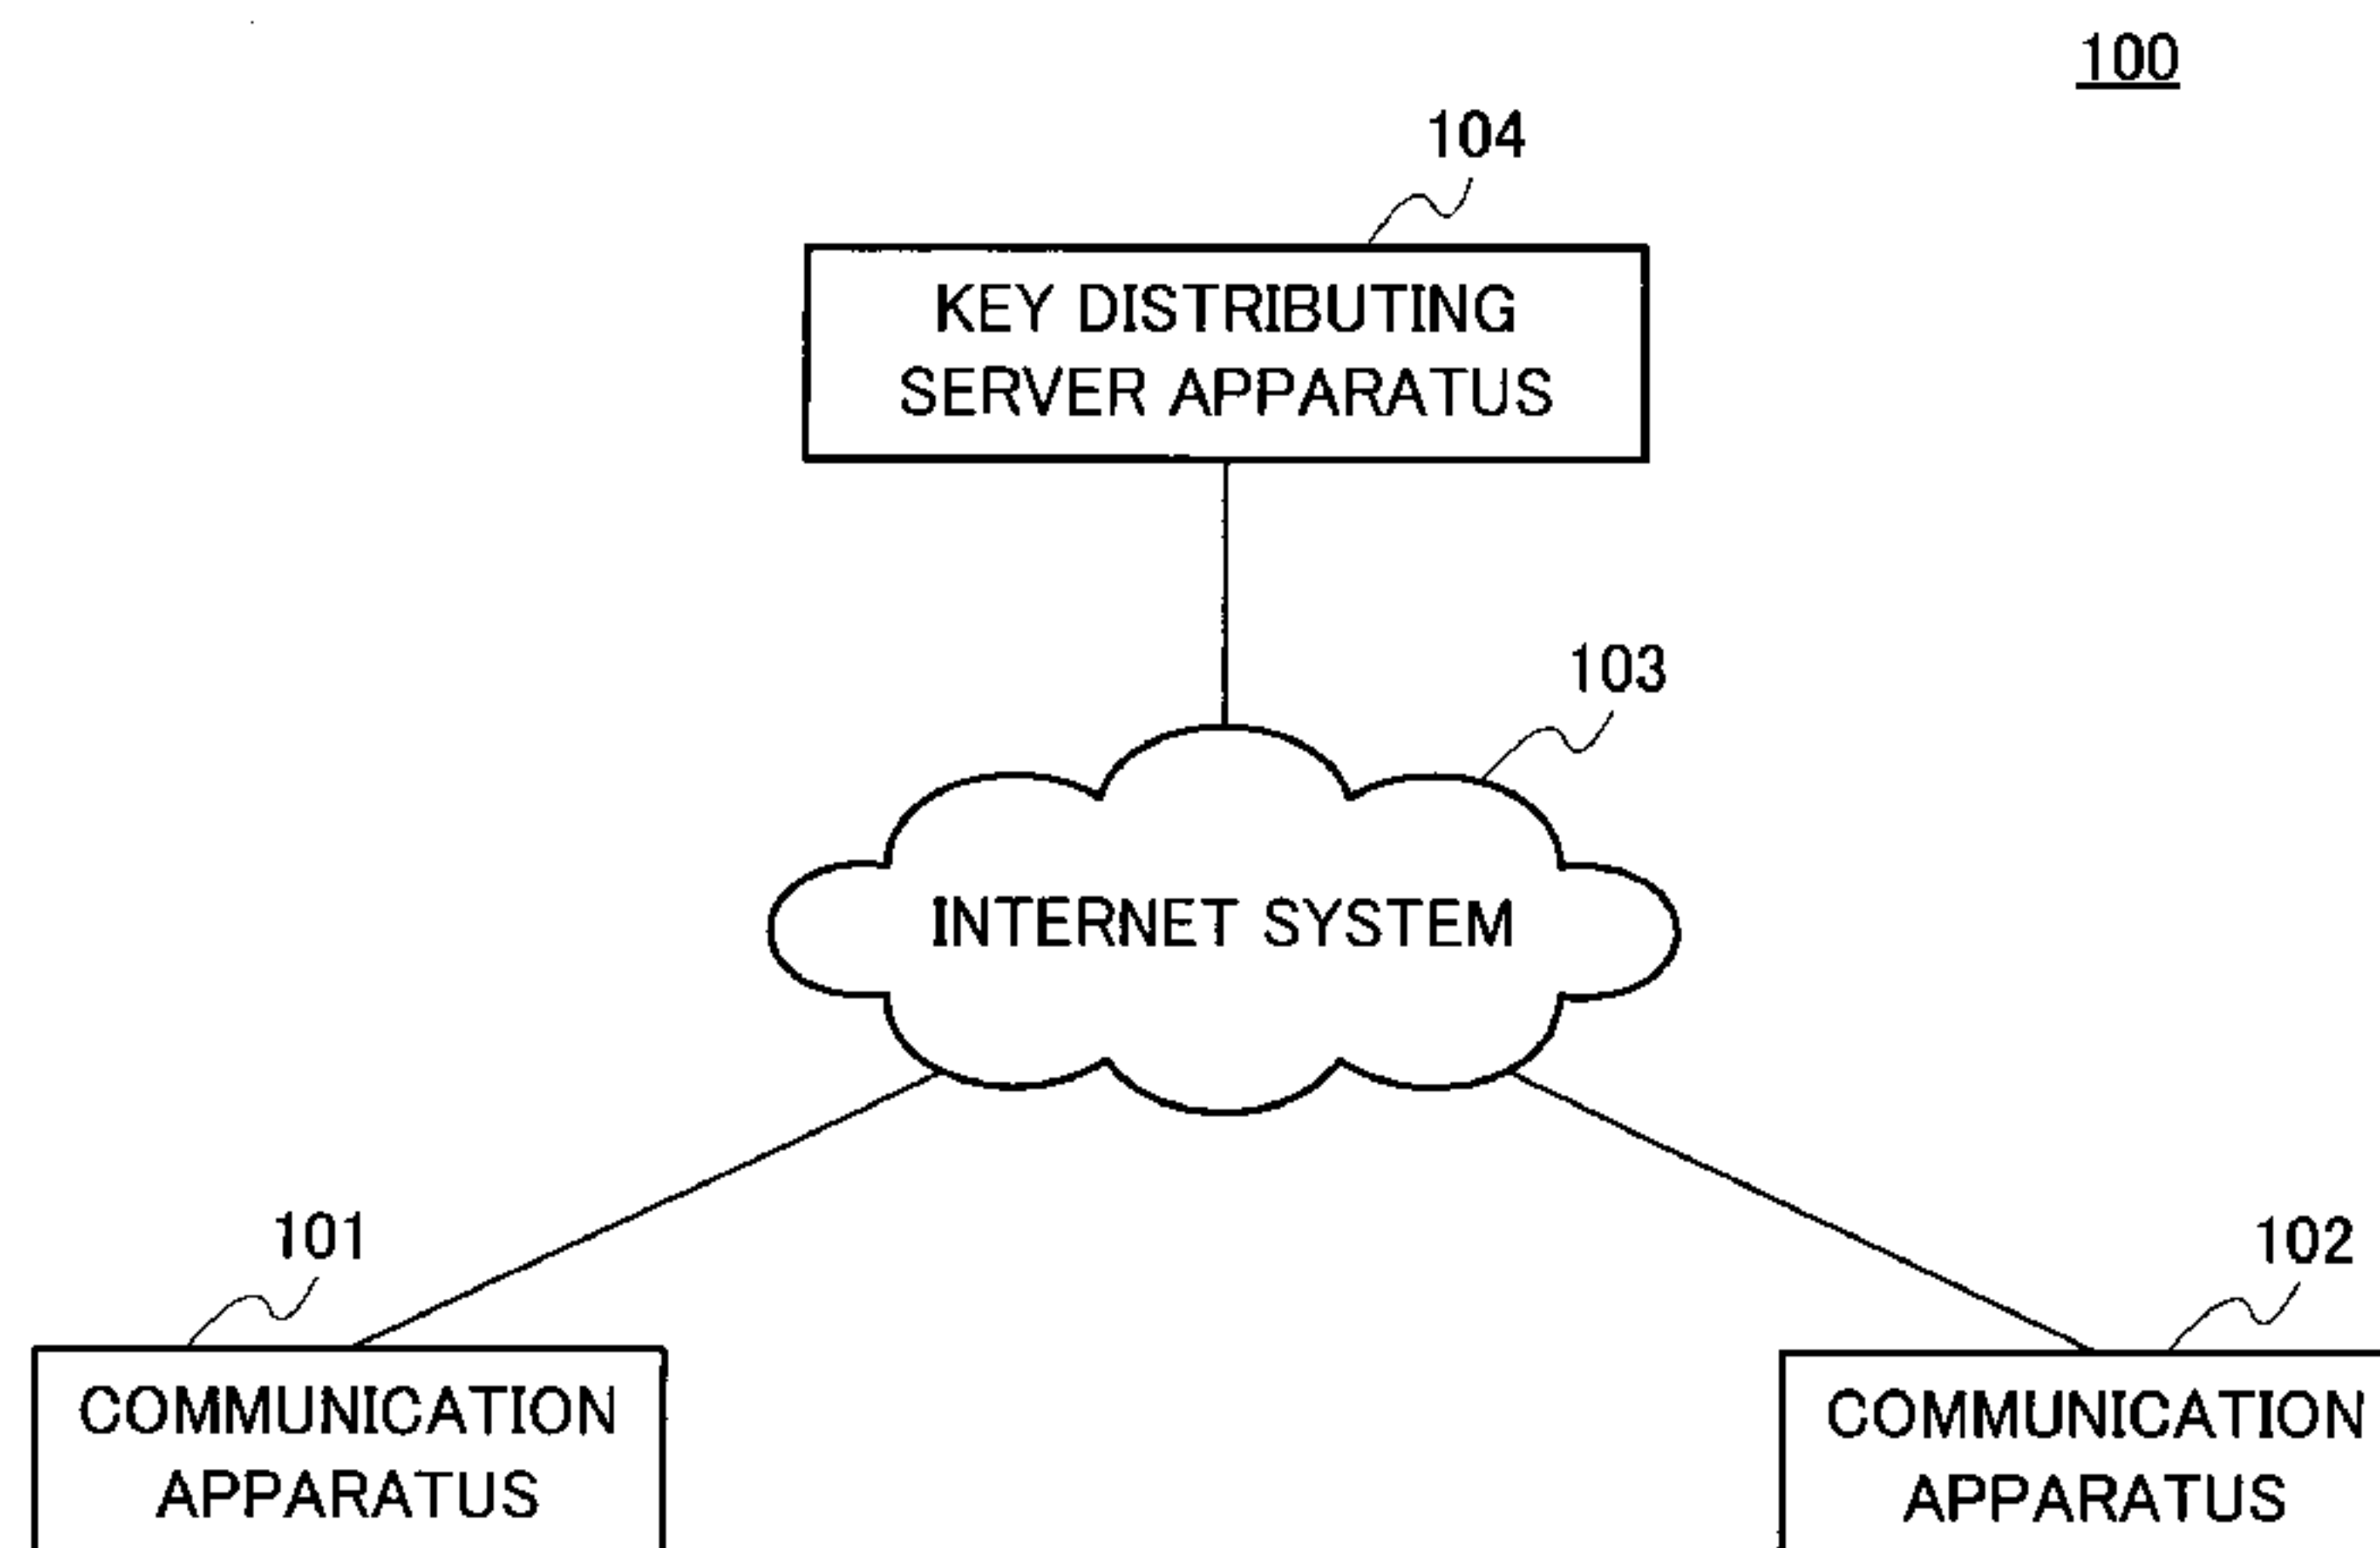 100
104
KEY DISTRIBUTING
SERVER APPARATUS
103
INTERNET SYSTEM
101
102
COMMUNICATION
APPARATUS
COMMUNICATION
APPARATUS